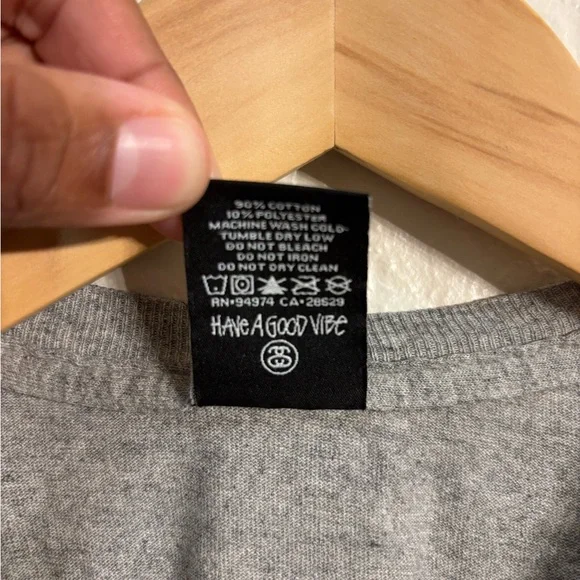 90% COTTON
10% POLYESTER
MACHINE WASH COLD-
TUMBLE DRY LOW
DO NOT BLEACH
DO NOT IRON
DO NOT DRY CLEAN
RN•94974 CA•28529
HAVE A GOOD VIBE